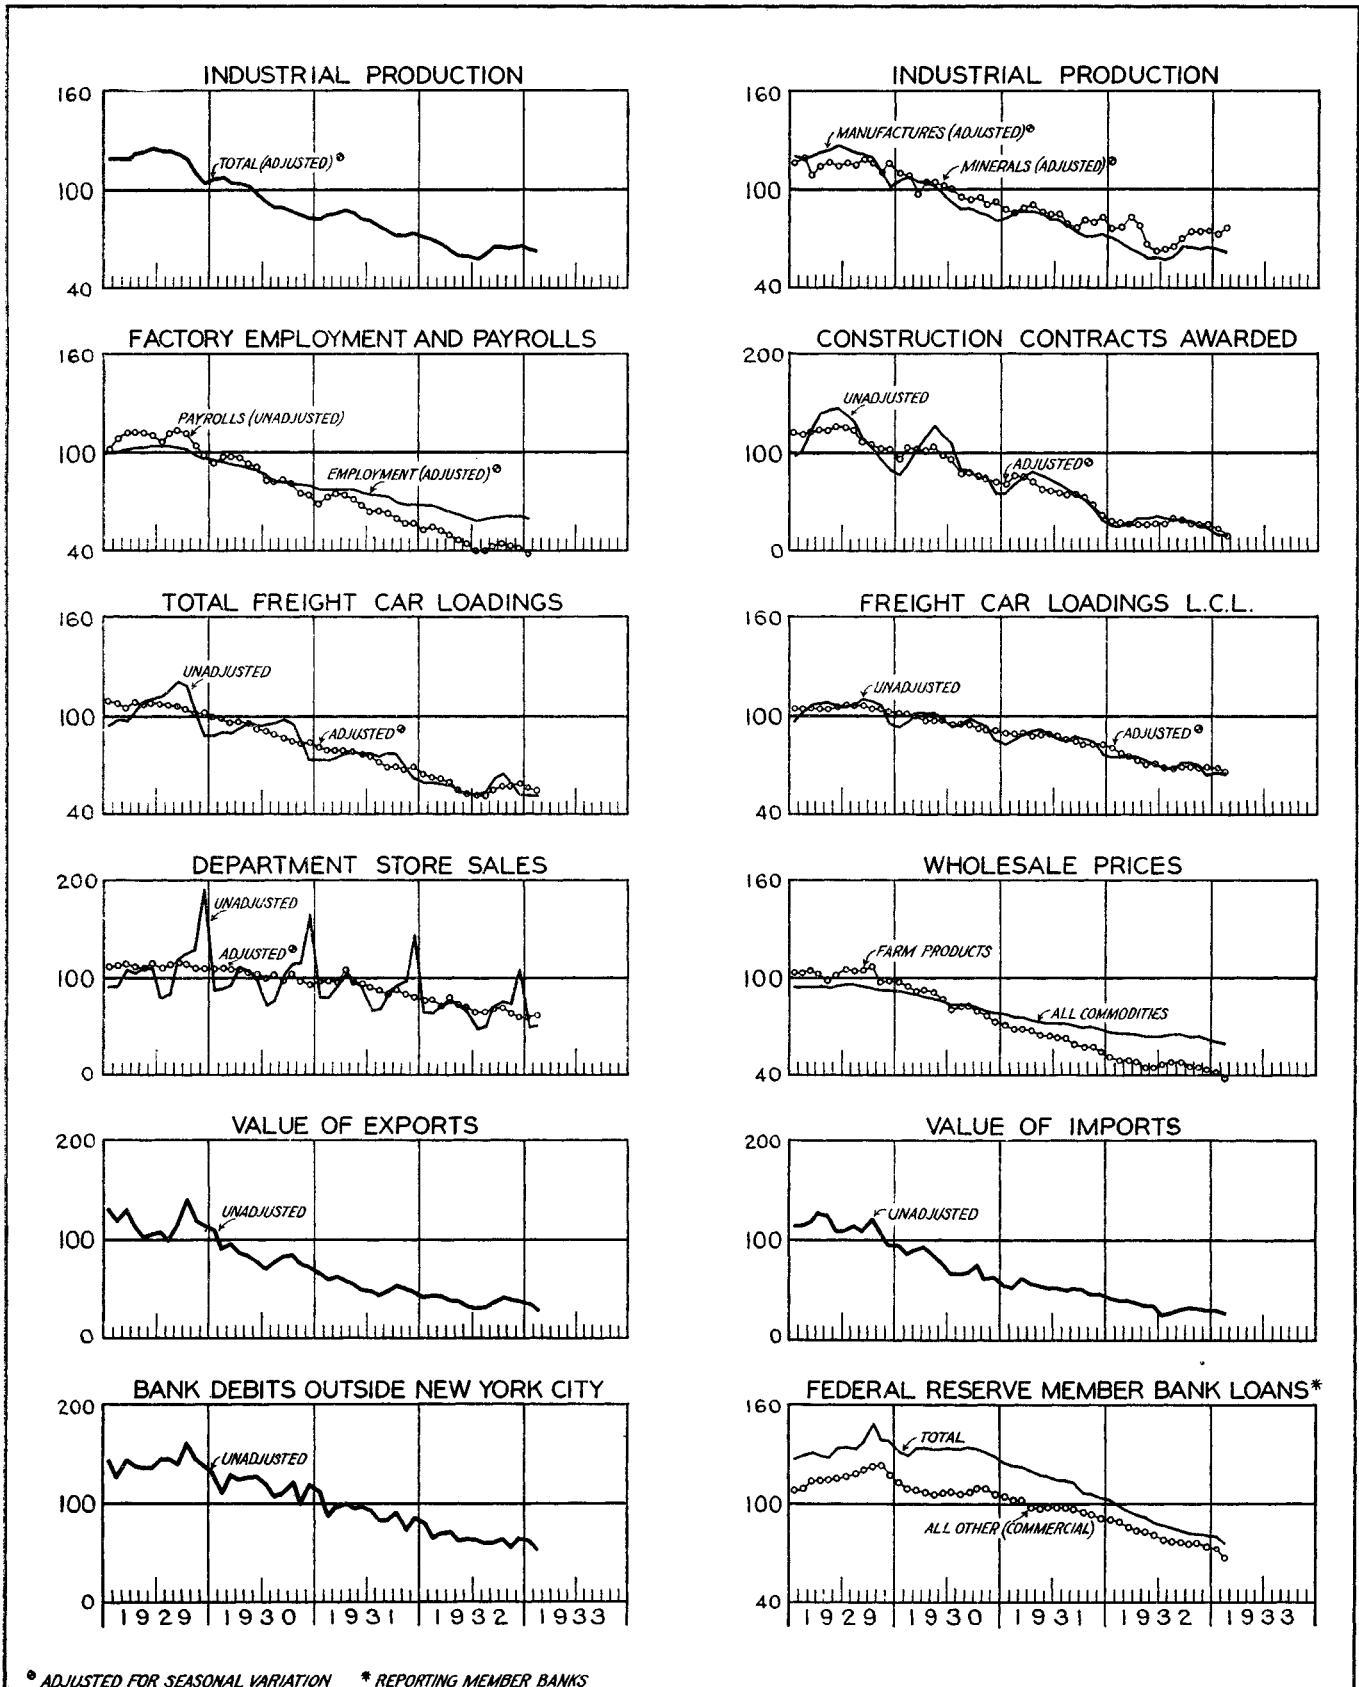 INDUSTRIAL PRODUCTION
160
100
40
TOTAL (ADJUSTED)⊘
INDUSTRIAL PRODUCTION
160
100
40
MANUFACTURES (ADJUSTED)⊘
MINERALS (ADJUSTED)⊘
FACTORY EMPLOYMENT AND PAYROLLS
160
100
40
PAYROLLS (UNADJUSTED)
EMPLOYMENT (ADJUSTED)⊘
CONSTRUCTION CONTRACTS AWARDED
200
100
0
UNADJUSTED
ADJUSTED⊘
TOTAL FREIGHT CAR LOADINGS
160
100
40
UNADJUSTED
ADJUSTED⊘
FREIGHT CAR LOADINGS L.C.L.
160
100
40
UNADJUSTED
ADJUSTED⊘
DEPARTMENT STORE SALES
200
100
0
UNADJUSTED
ADJUSTED⊘
WHOLESALE PRICES
160
100
40
FARM PRODUCTS
ALL COMMODITIES
VALUE OF EXPORTS
200
100
0
UNADJUSTED
VALUE OF IMPORTS
200
100
0
UNADJUSTED
BANK DEBITS OUTSIDE NEW YORK CITY
200
100
0
UNADJUSTED
1929 1930 1931 1932 1933
FEDERAL RESERVE MEMBER BANK LOANS*
160
100
40
TOTAL
ALL OTHER (COMMERCIAL)
1929 1930 1931 1932 1933
⊘ ADJUSTED FOR SEASONAL VARIATION * REPORTING MEMBER BANKS